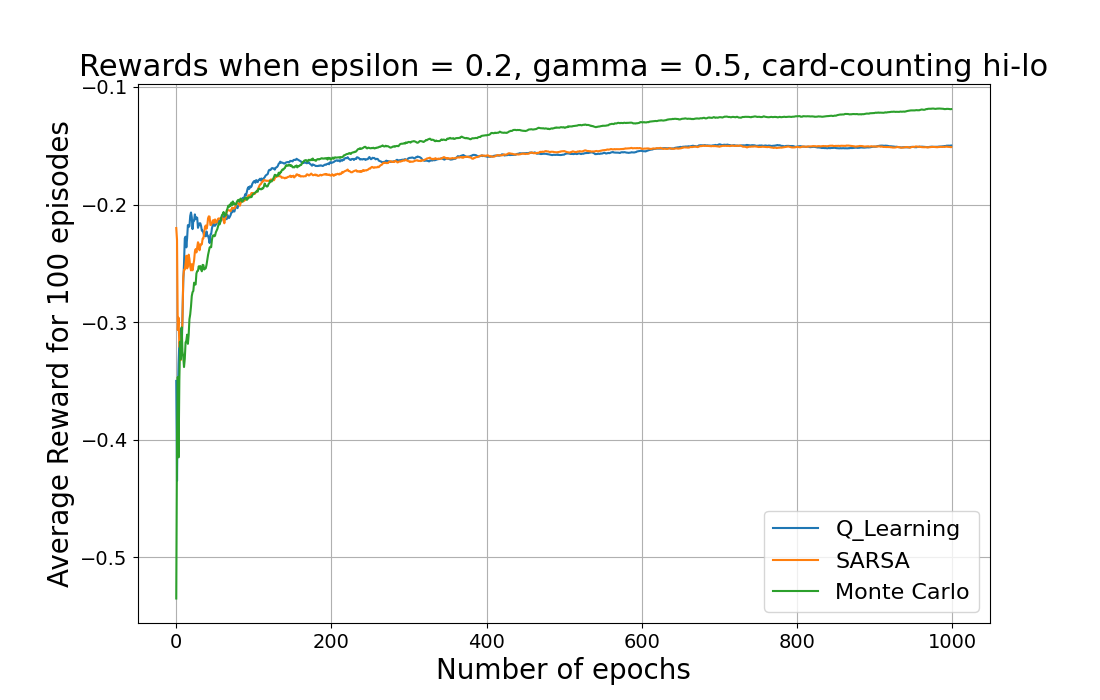 Rewards when epsilon = 0.2, gamma = 0.5, card-counting hi-lo
Average Reward for 100 episodes
−0.1
−0.2
−0.3
−0.4
−0.5
Q_Learning
SARSA
Monte Carlo
0 200 400 600 800 1000
Number of epochs